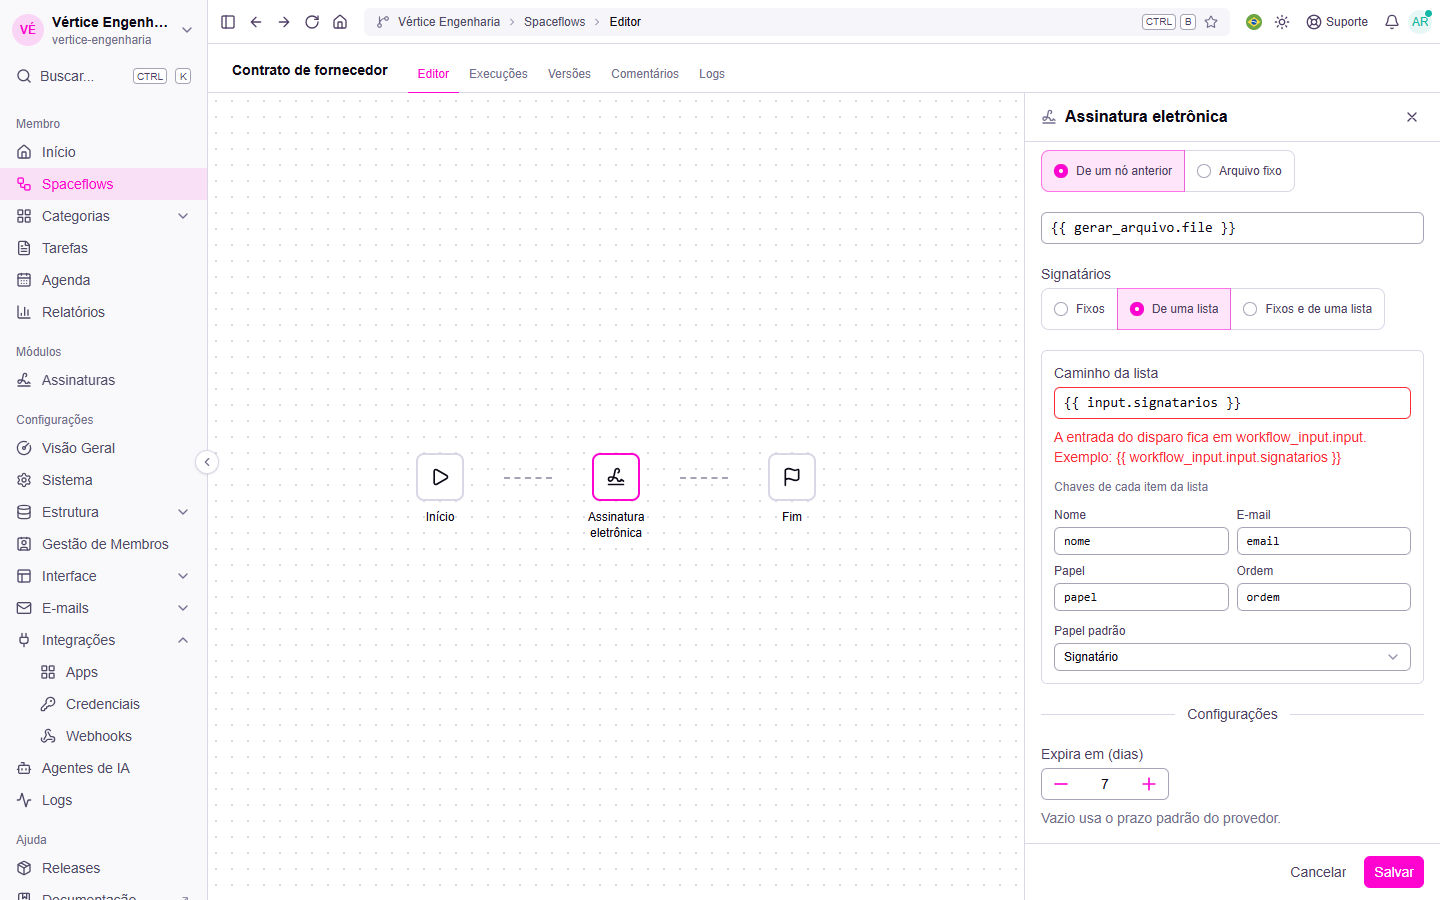 VÉ
Vértice Engenh...
vertice-engenharia
Buscar...
CTRL
K
Membro
Início
Spaceflows
Categorias
Tarefas
Agenda
Relatórios
Módulos
Assinaturas
Configurações
Visão Geral
Sistema
Estrutura
Gestão de Membros
Interface
E-mails
Integrações
Apps
Credenciais
Webhooks
Agentes de IA
Logs
Ajuda
Releases
Documentação
Vértice Engenharia
Spaceflows
Editor
CTRL
B
Suporte
AR
Contrato de fornecedor
Editor
Execuções
Versões
Comentários
Logs
Início
Assinatura
eletrônica
Fim
Assinatura eletrônica
De um nó anterior
Arquivo fixo
{{ gerar_arquivo.file }}
Signatários
Fixos
De uma lista
Fixos e de uma lista
Caminho da lista
{{ input.signatarios }}
A entrada do disparo fica em workflow_input.input.
Exemplo: {{ workflow_input.input.signatarios }}
Chaves de cada item da lista
Nome
E-mail
nome
email
Papel
Ordem
papel
ordem
Papel padrão
Signatário
Configurações
Expira em (dias)
7
Vazio usa o prazo padrão do provedor.
Cancelar
Salvar